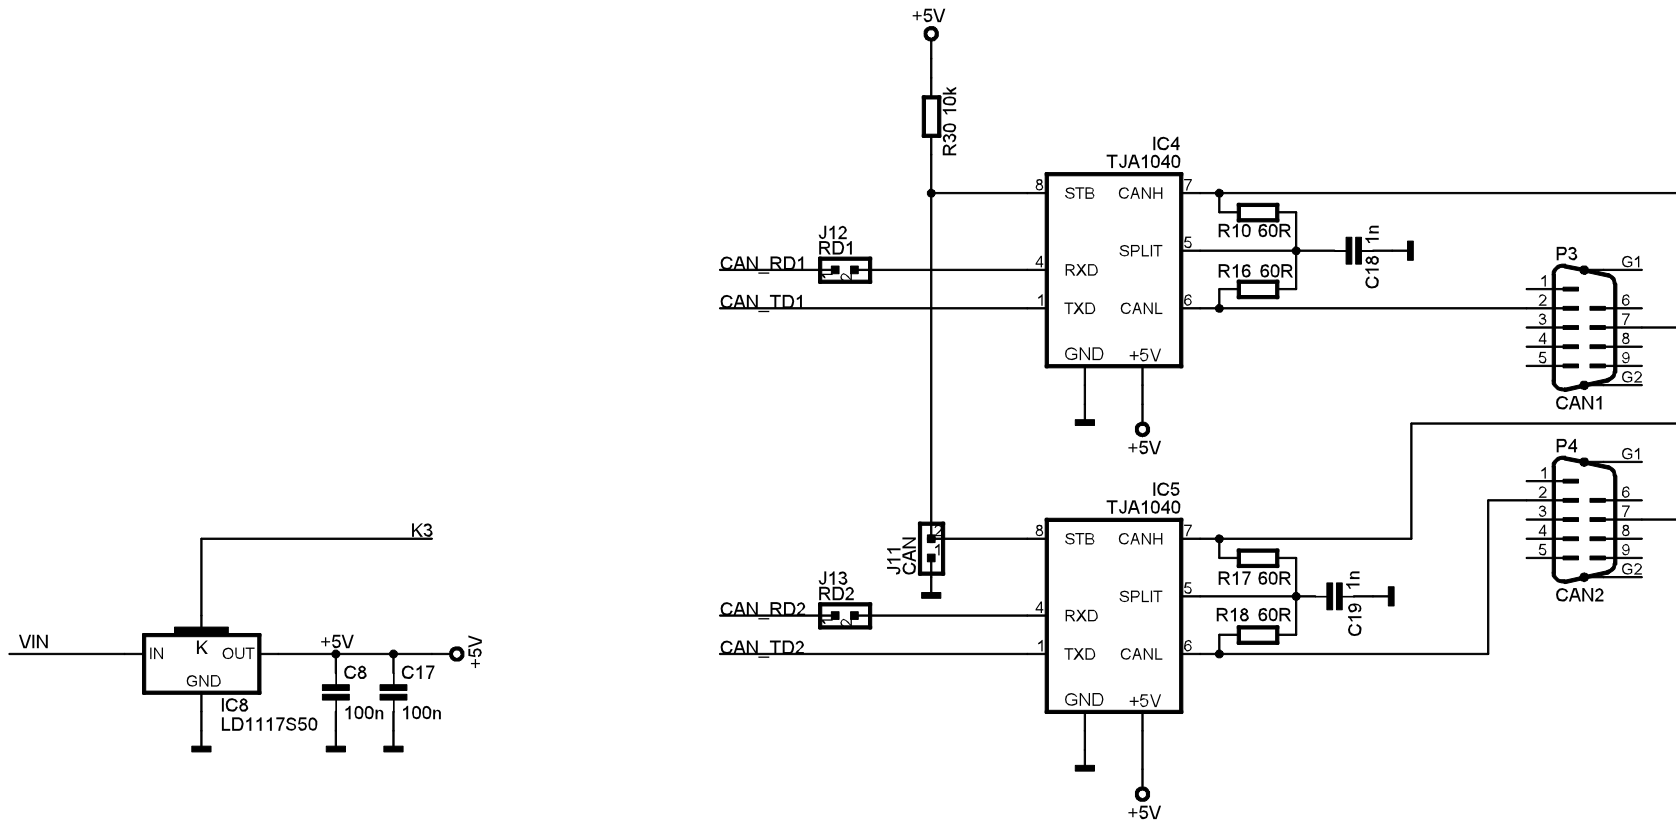 +5V
R30 10k
IC4
TJA1040
8
STB
CANH
7
J12
RD1
R10 60R
5
SPLIT
C18 1n
CAN_RD1
1
2
4
RXD
R16 60R
P3
G1
1
CAN_TD1
1
TXD
CANL
6
2
6
3
7
4
8
5
9
G2
GND
+5V
CAN1
+5V
P4
G1
1
IC5
TJA1040
2
6
3
7
4
8
5
9
G2
CAN2
K3
J11
CAN
2
1
8
STB
CANH
7
J13
RD2
R17 60R
5
SPLIT
C19 1n
CAN_RD2
1
2
4
RXD
R18 60R
CAN_TD2
1
TXD
CANL
6
GND
+5V
+5V
VIN
IN
K
OUT
GND
IC8
LD1117S50
+5V
+5V
C8
100n
C17
100n